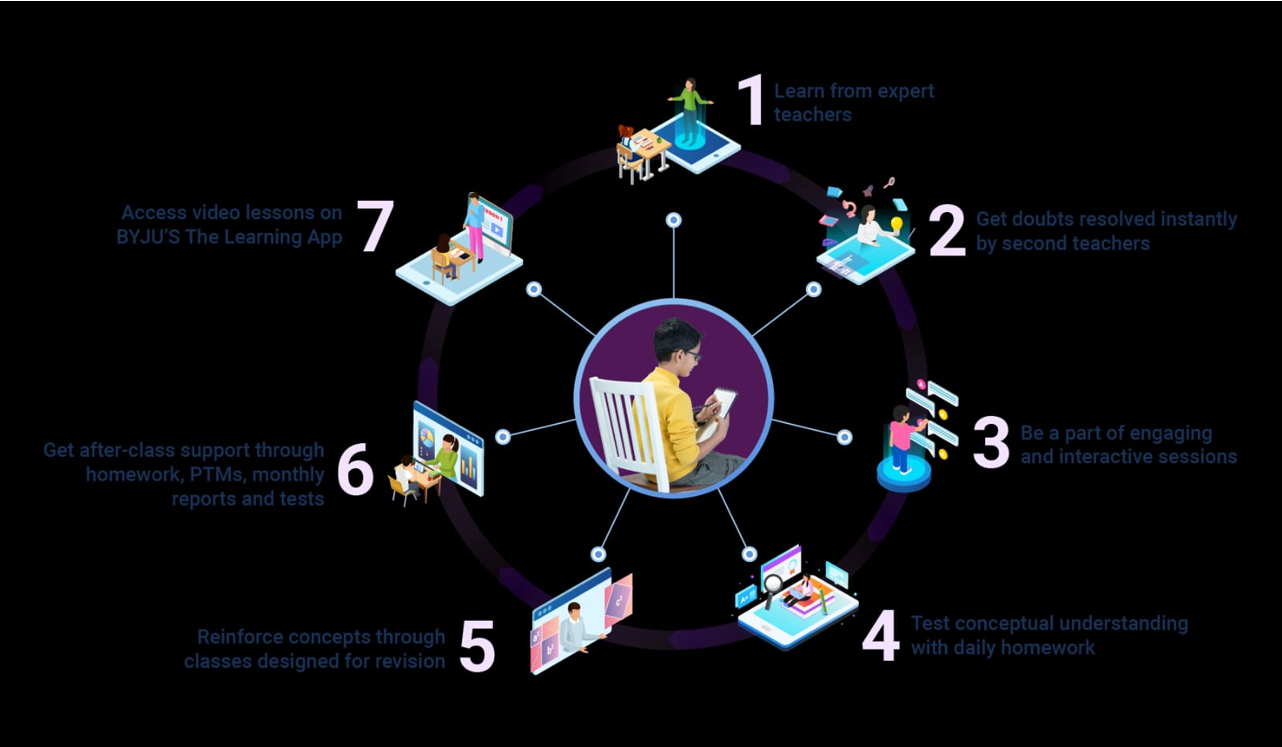 1
Learn from expert
teachers
2
Get doubts resolved instantly
by second teachers
3
Be a part of engaging
and interactive sessions
4
Test conceptual understanding
with daily homework
5
Reinforce concepts through
classes designed for revision
6
Get after-class support through
homework, PTMs, monthly
reports and tests
7
Access video lessons on
BYJU'S The Learning App
A+
a²
b²
c²